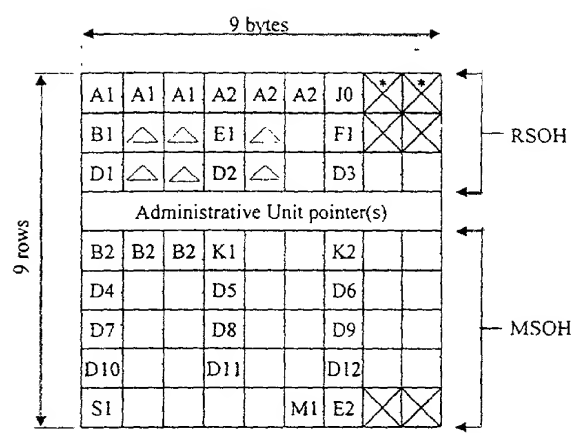 9 bytes
A1 A1 A1 A2 A2 A2 J0 * *
B1 E1 F1
RSOH
D1 D2 D3
Administrative Unit pointer(s)
9 rows
B2 B2 B2 K1 K2
D4 D5 D6
D7 D8 D9
MSOH
D10 D11 D12
S1 M1 E2